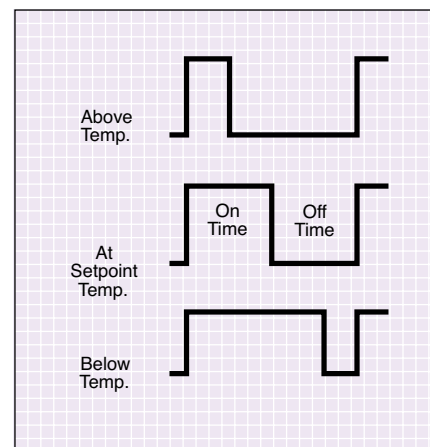 Above
Temp.
On
Time
Off
Time
At
Setpoint
Temp.
Below
Temp.